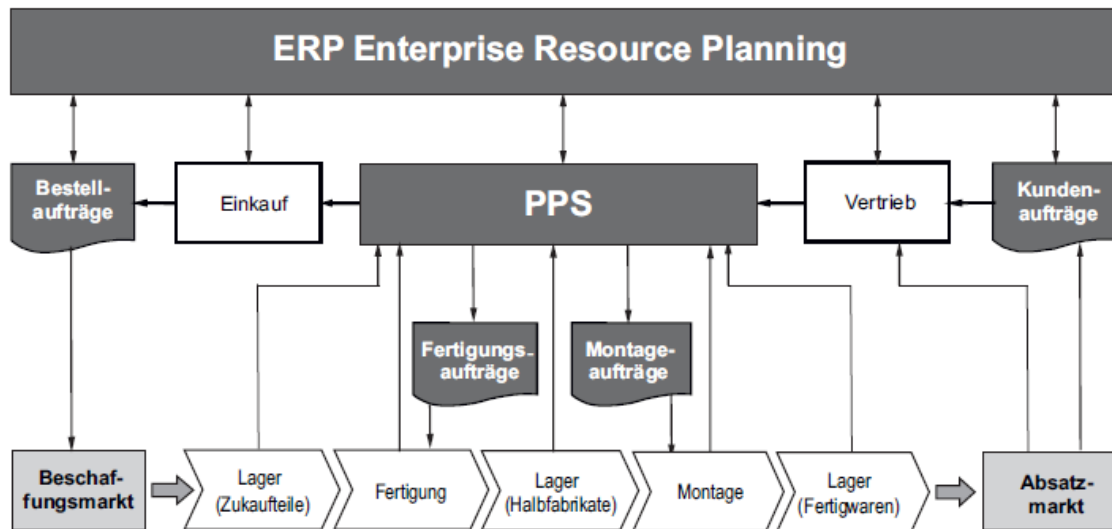 ERP Enterprise Resource Planning
Bestell-
aufträge
Einkauf
PPS
Vertrieb
Kunden-
aufträge
Fertigungs-
aufträge
Montage-
aufträge
Beschaf-
fungsmarkt
Lager
(Zukaufteile)
Fertigung
Lager
(Halbfabrikate)
Montage
Lager
(Fertigwaren)
Absatz-
markt